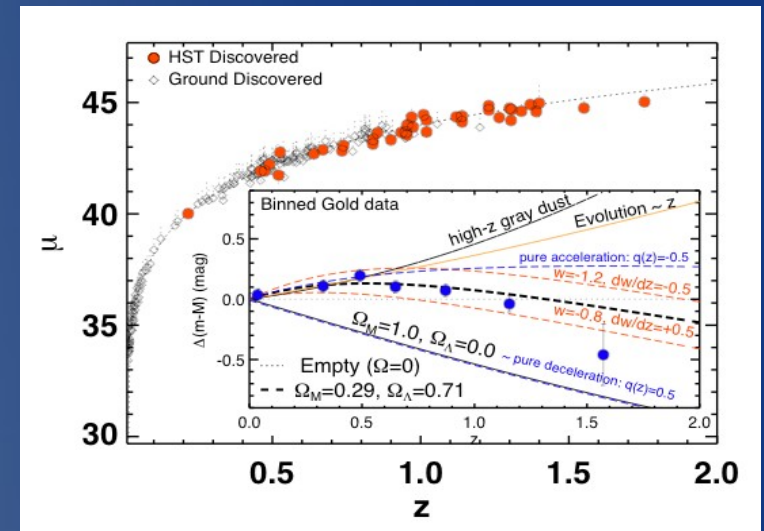 HST Discovered
Ground Discovered
45
40
μ
35
30
0.5 1.0 1.5 2.0
z
Binned Gold data
high-z gray dust
Evolution ~ z
pure acceleration: q(z)=-0.5
w=-1.2, dw/dz=-0.5
w=-0.8, dw/dz=+0.5
Ω_M=1.0, Ω_Λ=0.0
~ pure deceleration: q(z)=0.5
Empty (Ω=0)
Ω_M=0.29, Ω_Λ=0.71
Δ(m-M) (mag)
0.5
0.0
-0.5
0.0 0.5 1.0 1.5 2.0
z